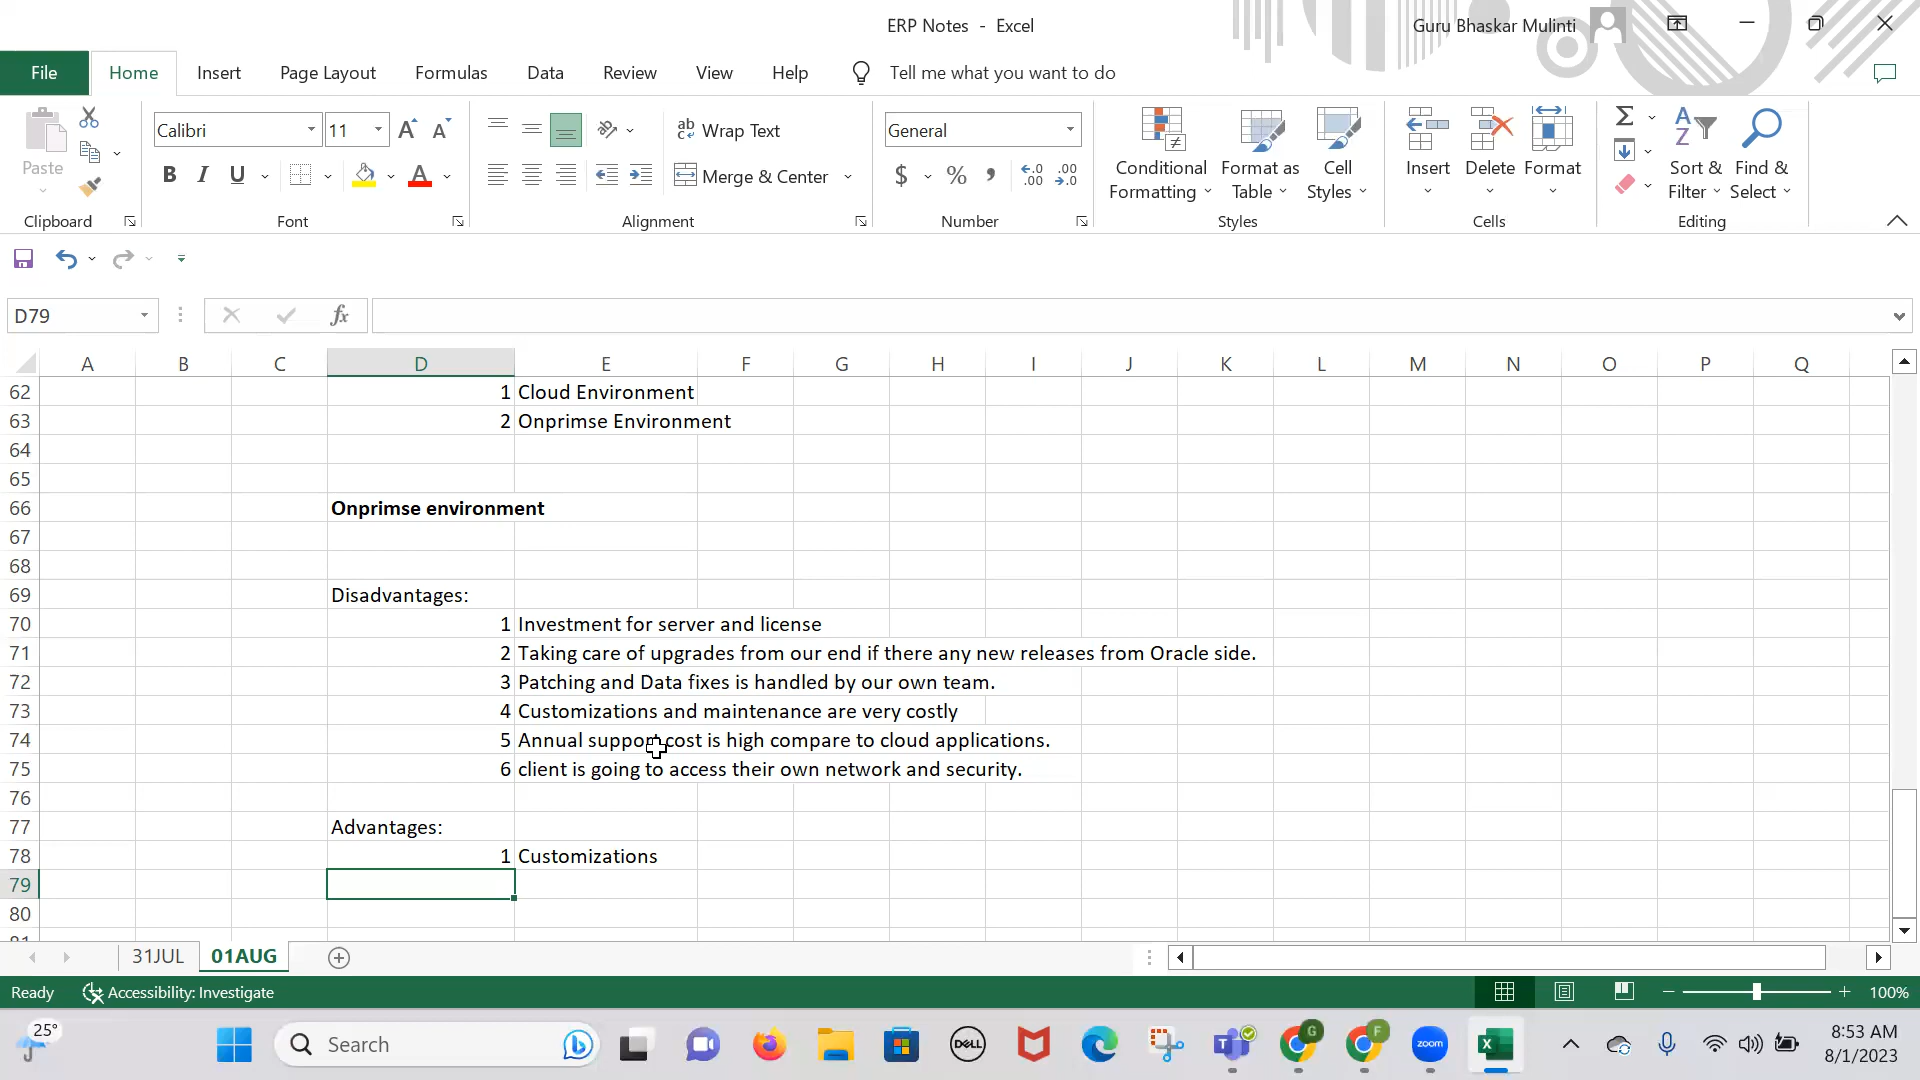 ERP Notes - Excel
Guru Bhaskar Mulinti
File Home Insert Page Layout Formulas Data Review View Help Tell me what you want to do
Paste
Clipboard
Calibri 11
B I U
Font
Wrap Text
Merge & Center
Alignment
General
$ % ,
Number
Conditional Formatting
Format as Table
Cell Styles
Styles
Insert Delete Format
Cells
Sort & Filter
Find & Select
Editing
D79
fx
A B C D E F G H I J K L M N O P Q
62 1 Cloud Environment
63 2 Onprimse Environment
64
65
66 Onprimse environment
67
68
69 Disadvantages:
70 1 Investment for server and license
71 2 Taking care of upgrades from our end if there any new releases from Oracle side.
72 3 Patching and Data fixes is handled by our own team.
73 4 Customizations and maintenance are very costly
74 5 Annual support cost is high compare to cloud applications.
75 6 client is going to access their own network and security.
76
77 Advantages:
78 1 Customizations
79
80
31JUL 01AUG
Ready Accessibility: Investigate 100%
25° Search DELL zoom 8:53 AM
8/1/2023